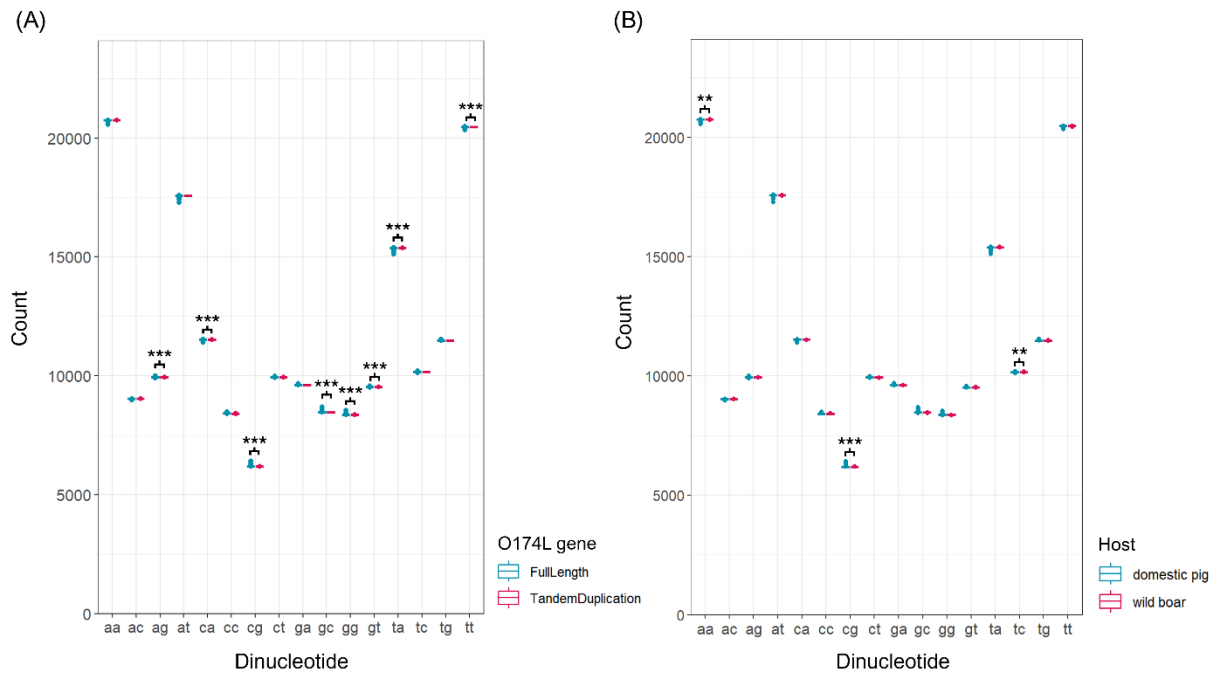 (A)
***
20000
***
15000
Count
***
***
***
***
***
10000
***
5000
O174L gene
FullLength
TandemDuplication
0
aa ac ag at ca cc cg ct ga gc gg gt ta tc tg tt
Dinucleotide
(B)
**
20000
15000
Count
**
10000
***
5000
Host
domestic pig
wild boar
0
aa ac ag at ca cc cg ct ga gc gg gt ta tc tg tt
Dinucleotide